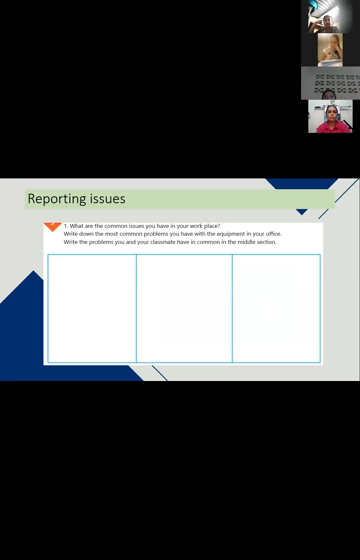 Reporting issues
1. What are the common issues you have in your work place?
Write down the most common problems you have with the equipment in your office.
Write the problems you and your classmate have in common in the middle section.